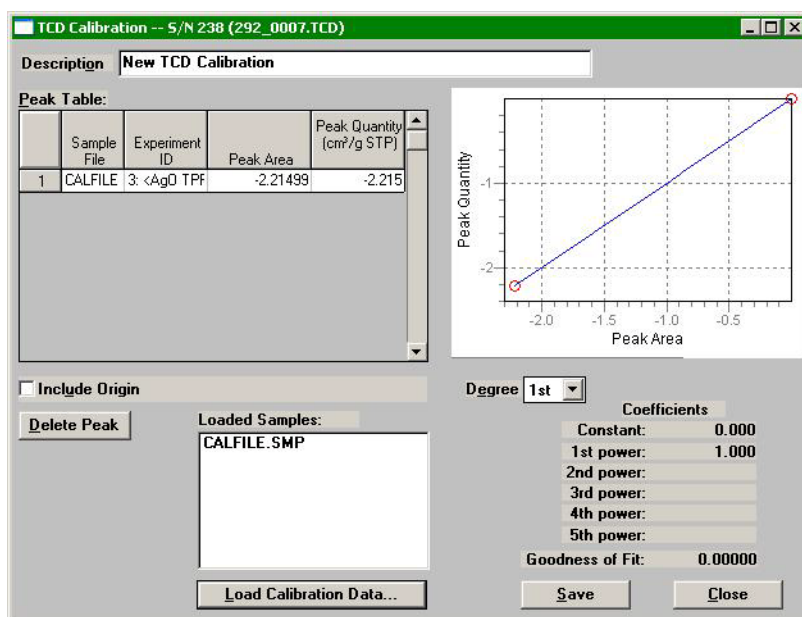 TCD Calibration -- S/N 238 (292_0007.TCD)
Description New TCD Calibration
Peak Table:
Sample File Experiment ID Peak Area Peak Quantity (cm³/g STP)
1 CALFILE 3: <AgO TPF -2.21499 -2.215
Peak Quantity
-1
-2
-2.0 -1.5 -1.0 -0.5
Peak Area
Include Origin
Degree 1st
Delete Peak
Loaded Samples:
CALFILE.SMP
Coefficients
Constant: 0.000
1st power: 1.000
2nd power:
3rd power:
4th power:
5th power:
Goodness of Fit: 0.00000
Load Calibration Data...
Save
Close